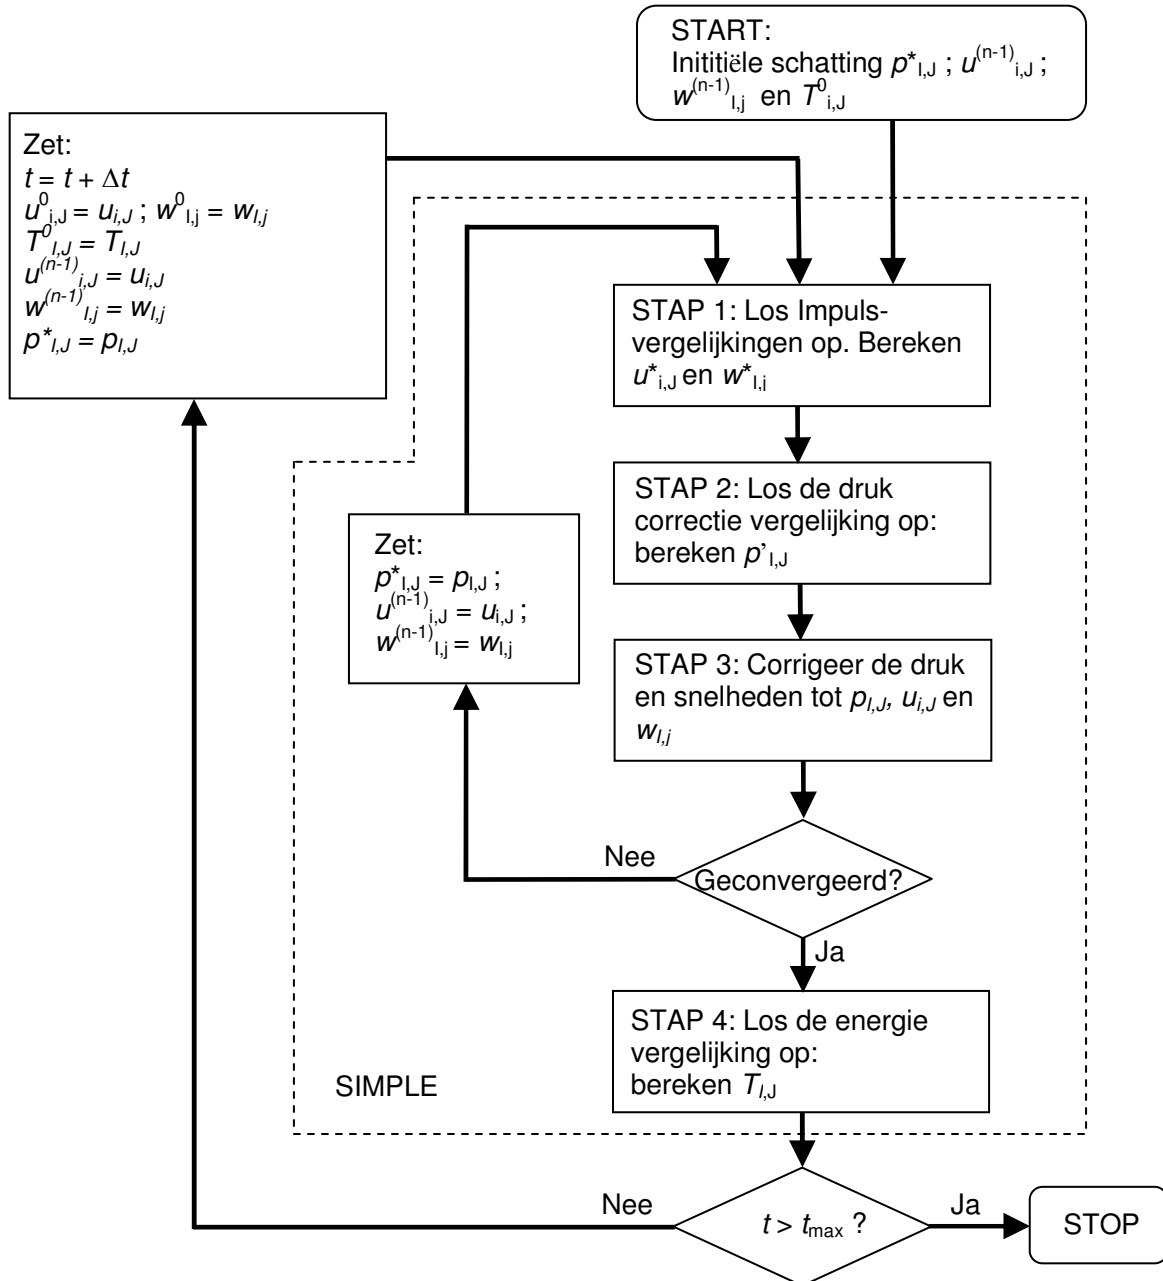 START:
Inititiële schatting p*I,J ; u(n-1)i,J ;
w(n-1)I,j en T0i,J
Zet:
t = t + Δt
u0i,J = ui,J ; w0I,j = wI,j
T0I,J = TI,J
u(n-1)i,J = ui,J
w(n-1)I,j = wI,j
p*I,J = pI,J
STAP 1: Los Impuls-
vergelijkingen op. Bereken
u*i,J en w*I,j
STAP 2: Los de druk
correctie vergelijking op:
bereken p’I,J
Zet:
p*I,J = pI,J ;
u(n-1)i,J = ui,J ;
w(n-1)I,j = wI,j
STAP 3: Corrigeer de druk
en snelheden tot pI,J, ui,J en
wI,j
Nee
Geconvergeerd?
Ja
STAP 4: Los de energie
vergelijking op:
bereken TI,J
SIMPLE
Nee
t > tmax ?
Ja
STOP